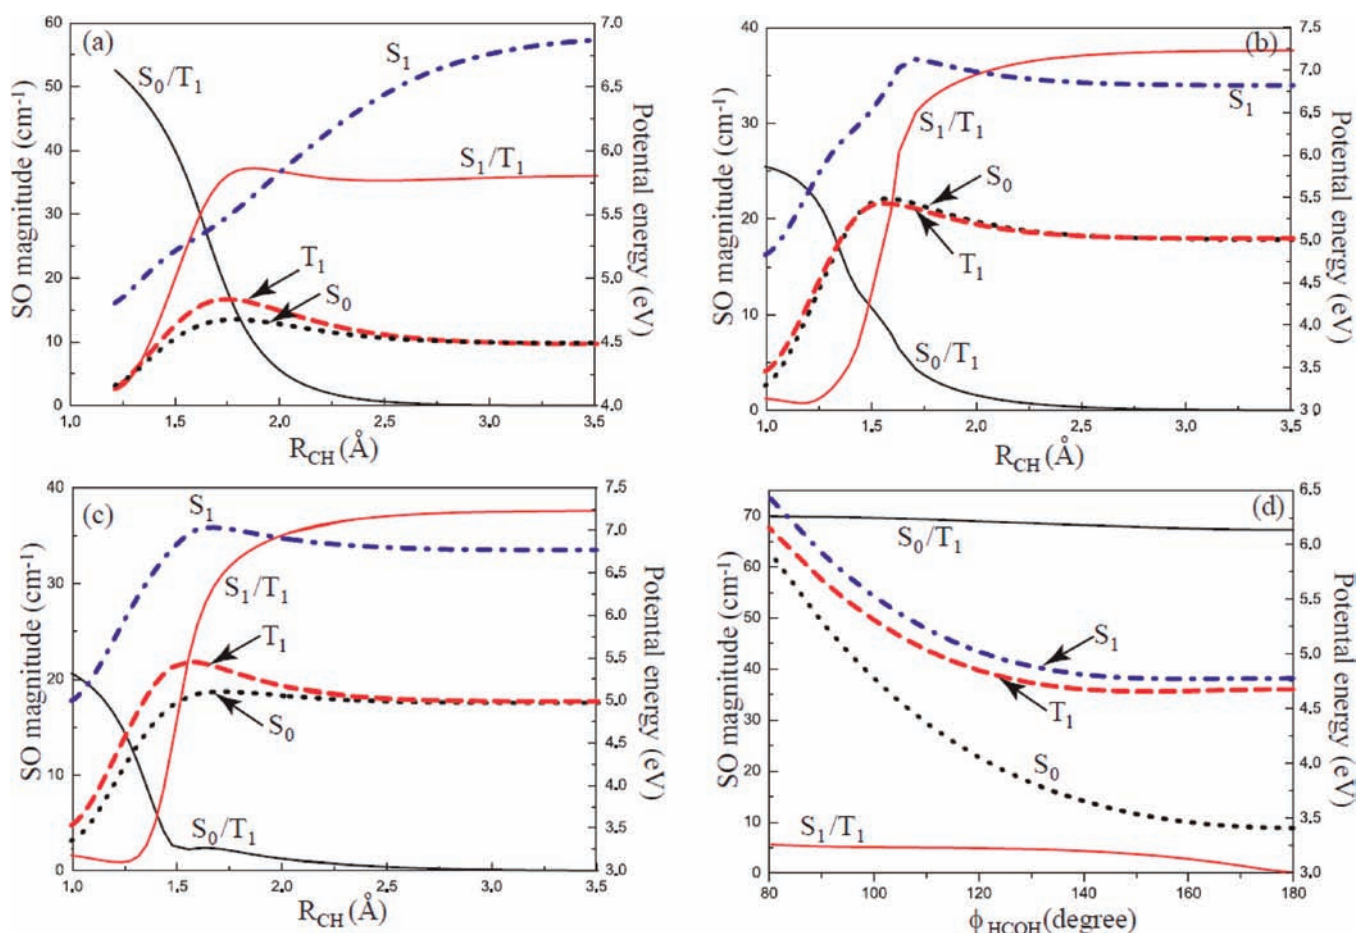 (a)
SO magnitude (cm-1)
60
50
40
30
20
10
0
S0/T1
S1
S1/T1
T1
S0
7.0
6.5
6.0
5.5
5.0
4.5
4.0
Potental energy (eV)
1.0 1.5 2.0 2.5 3.0 3.5
RCH (Å)
(b)
SO magnitude (cm-1)
40
30
20
10
0
S1/T1
S1
S0
T1
S0/T1
7.5
7.0
6.5
6.0
5.5
5.0
4.5
4.0
3.5
3.0
Potental energy (eV)
1.0 1.5 2.0 2.5 3.0 3.5
RCH (Å)
(c)
SO magnitude (cm-1)
40
30
20
10
0
S1
S1/T1
T1
S0
S0/T1
7.5
7.0
6.5
6.0
5.5
5.0
4.5
4.0
3.5
3.0
Potental energy (eV)
1.0 1.5 2.0 2.5 3.0 3.5
RCH (Å)
(d)
SO magnitude (cm-1)
70
60
50
40
30
20
10
0
S0/T1
S1
T1
S0
S1/T1
6.5
6.0
5.5
5.0
4.5
4.0
3.5
3.0
Potental energy (eV)
80 100 120 140 160 180
ϕHCOH(degree)